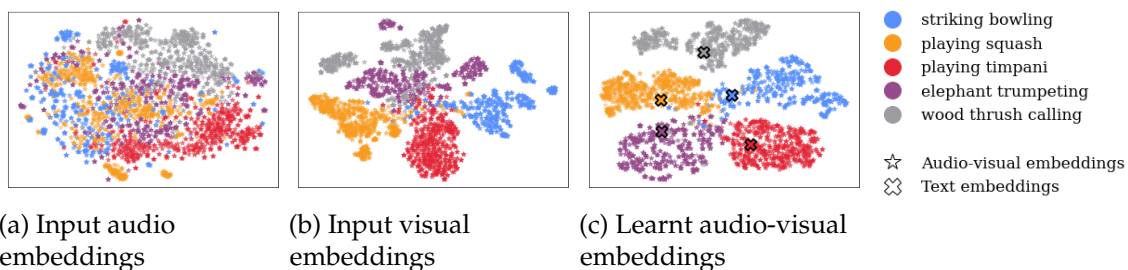 striking bowling
playing squash
playing timpani
elephant trumpeting
wood thrush calling
Audio-visual embeddings
Text embeddings
(a) Input audio
embeddings
(b) Input visual
embeddings
(c) Learnt audio-visual
embeddings